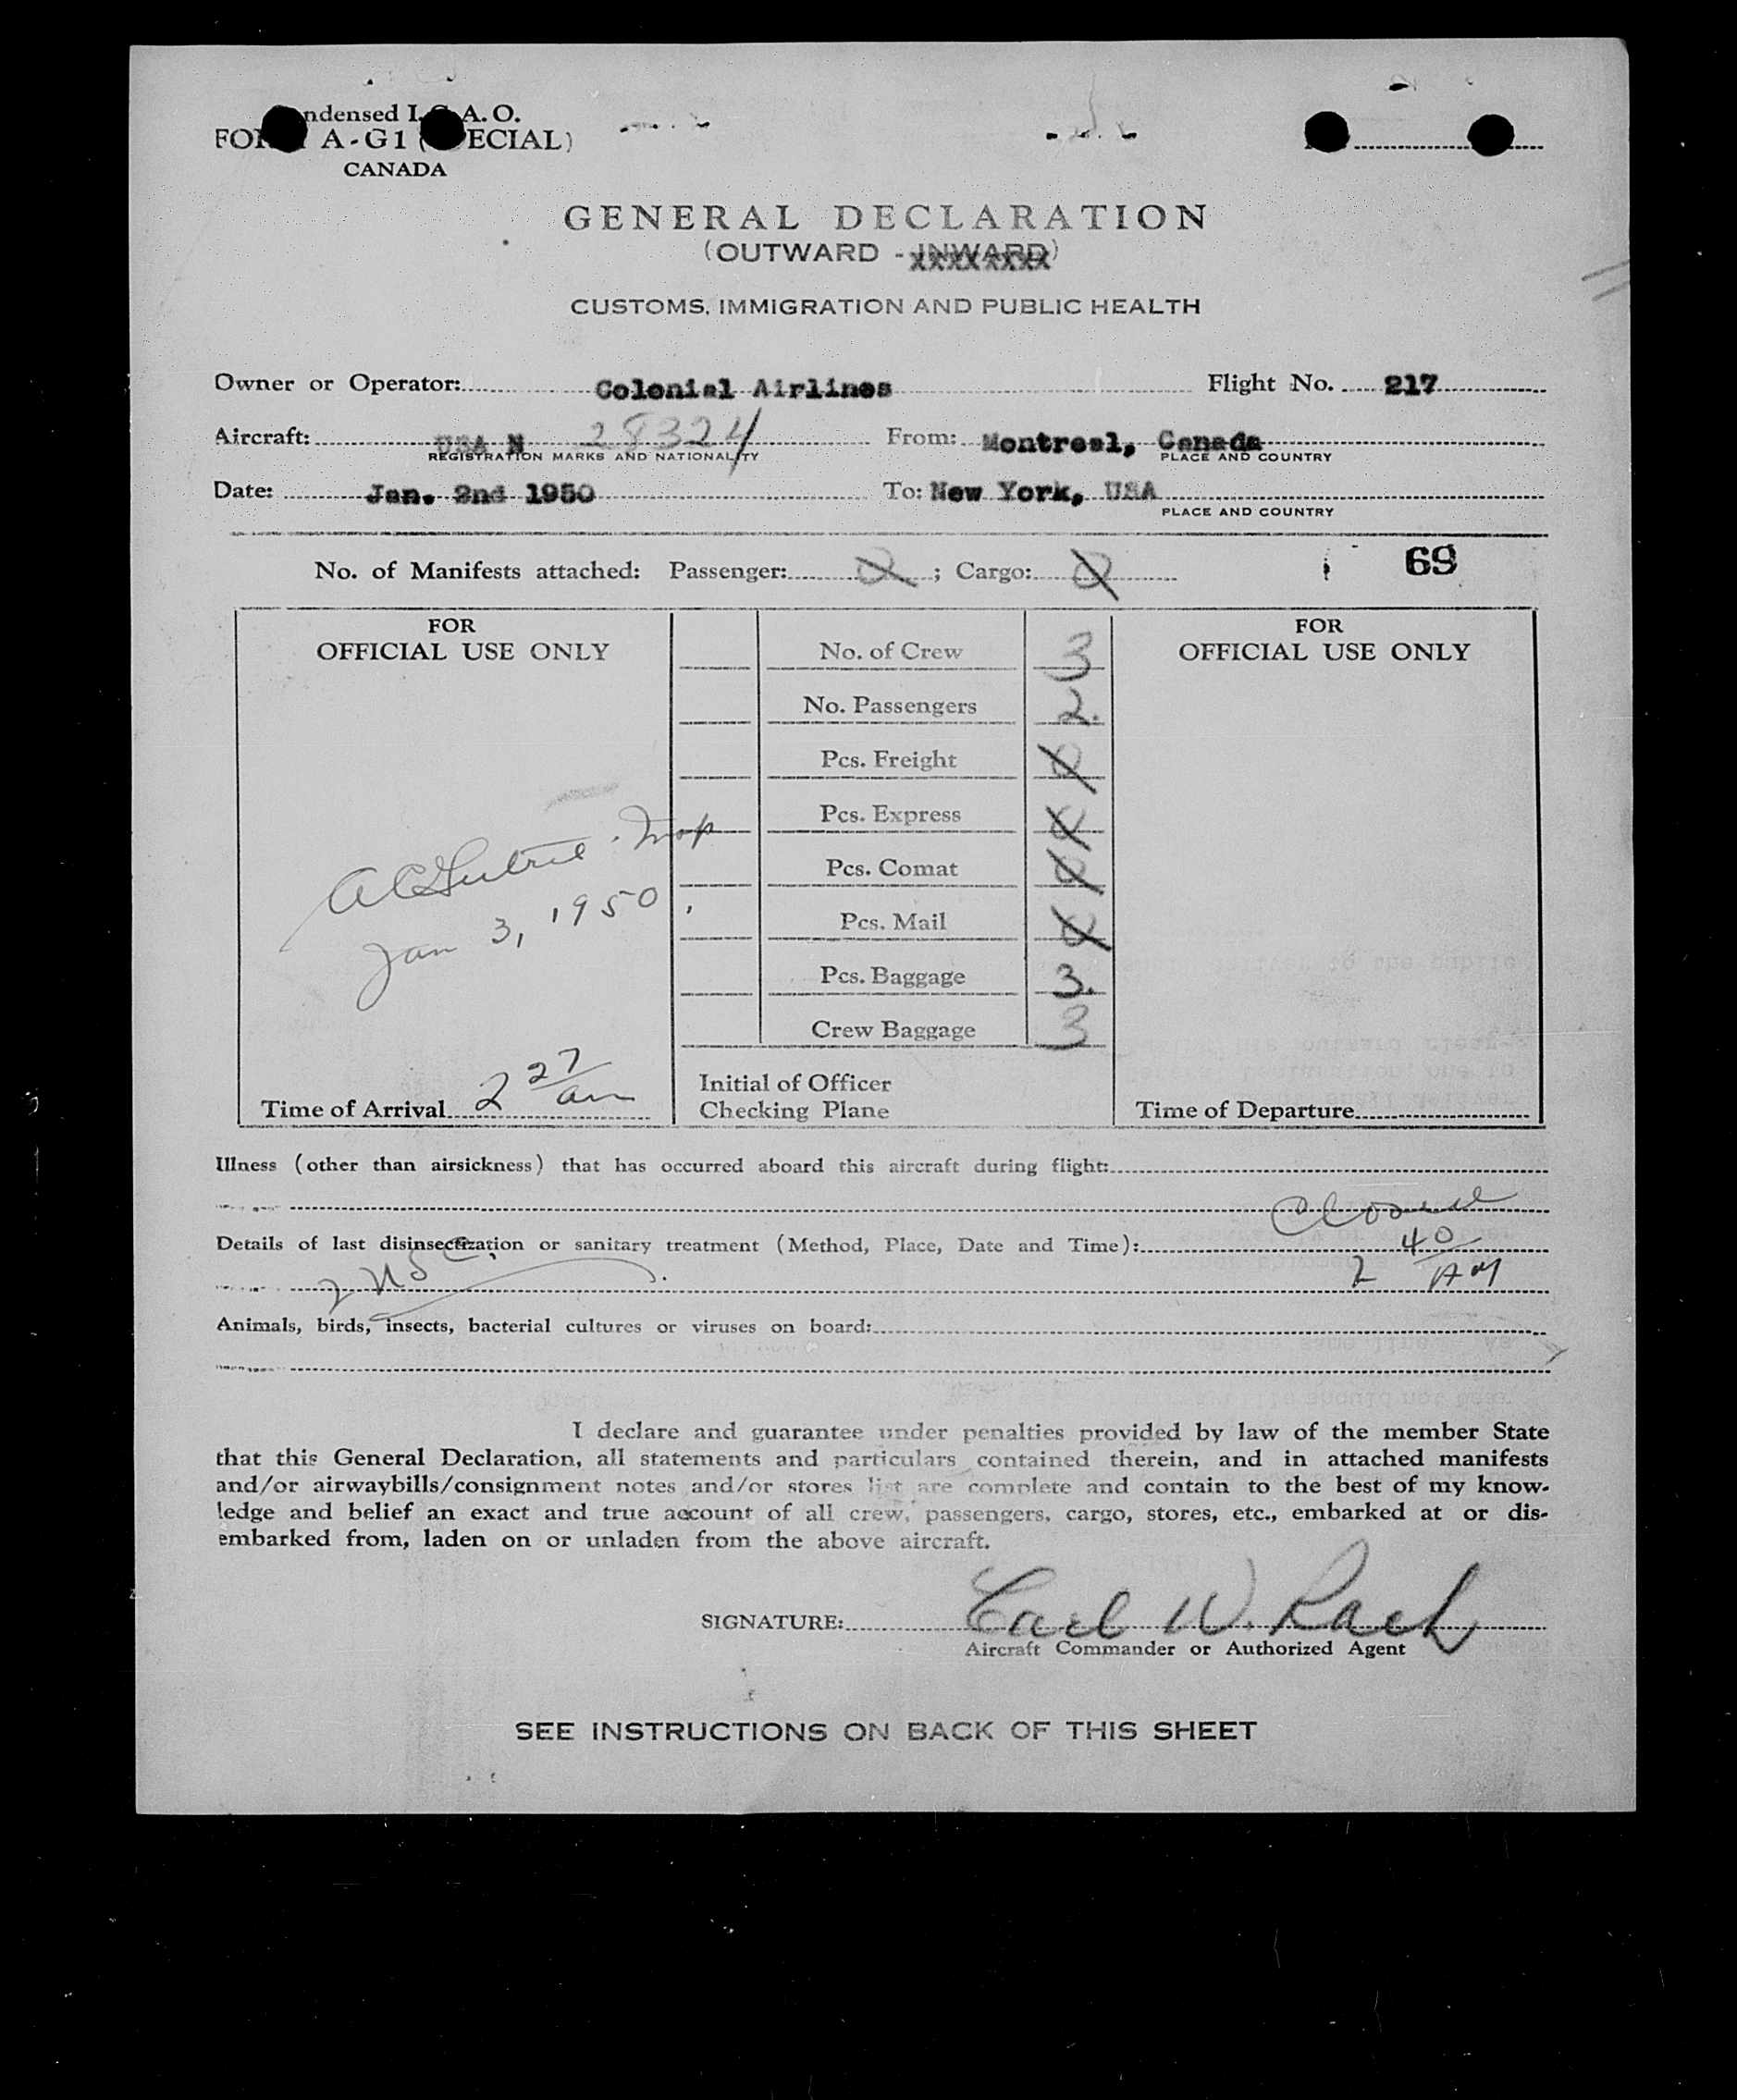 Condensed I.C.A.O.
FORM A-G1 (SPECIAL)
CANADA
GENERAL DECLARATION
(OUTWARD - INWARD)
CUSTOMS, IMMIGRATION AND PUBLIC HEALTH
Owner or Operator: Colonial Airlines Flight No. 217
Aircraft: USA N 28324 From: Montreal, Canada
REGISTRATION MARKS AND NATIONALITY PLACE AND COUNTRY
Date: Jan. 2nd 1950 To: New York, USA
PLACE AND COUNTRY
No. of Manifests attached: Passenger: 0 ; Cargo: 0 69
FOR
OFFICIAL USE ONLY
No. of Crew 3
No. Passengers 2.
Pcs. Freight 0
Pcs. Express 0
Pcs. Comat 0
Pcs. Mail 0
Pcs. Baggage 3.
Crew Baggage 3
Jan 3, 1950
Time of Arrival 2 27 am
Initial of Officer
Checking Plane
FOR
OFFICIAL USE ONLY
Time of Departure
Illness (other than airsickness) that has occurred aboard this aircraft during flight:
Details of last disinsectization or sanitary treatment (Method, Place, Date and Time):
2 40 AM
Animals, birds, insects, bacterial cultures or viruses on board:
I declare and guarantee under penalties provided by law of the member State
that this General Declaration, all statements and particulars contained therein, and in attached manifests
and/or airwaybills/consignment notes and/or stores list are complete and contain to the best of my know-
ledge and belief an exact and true account of all crew, passengers, cargo, stores, etc., embarked at or dis-
embarked from, laden on or unladen from the above aircraft.
SIGNATURE: Carl W. Rach
Aircraft Commander or Authorized Agent
SEE INSTRUCTIONS ON BACK OF THIS SHEET